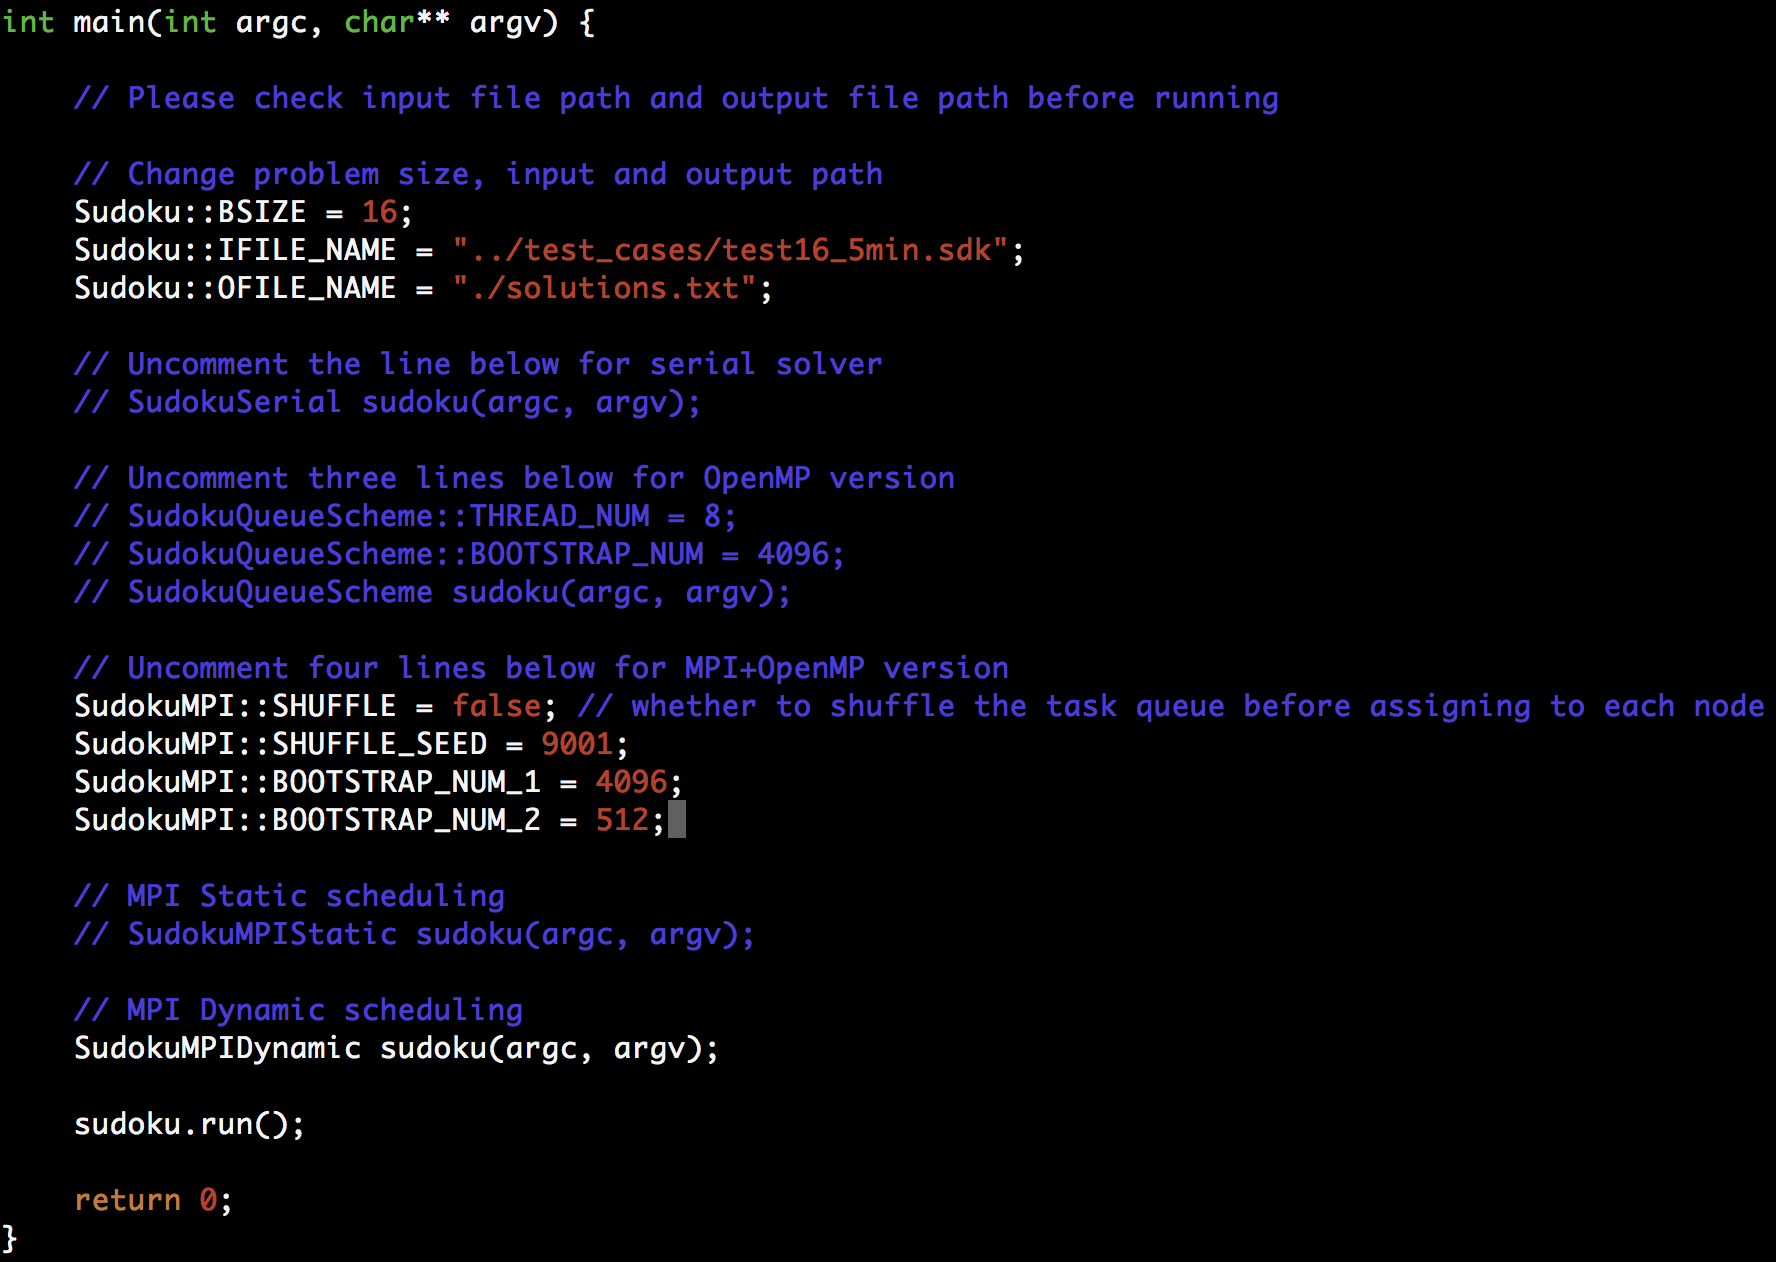 int main(int argc, char** argv) {
// Please check input file path and output file path before running
// Change problem size, input and output path
Sudoku::BSIZE = 16;
Sudoku::IFILE_NAME = "../test_cases/test16_5min.sdk";
Sudoku::OFILE_NAME = "./solutions.txt";
// Uncomment the line below for serial solver
// SudokuSerial sudoku(argc, argv);
// Uncomment three lines below for OpenMP version
// SudokuQueueScheme::THREAD_NUM = 8;
// SudokuQueueScheme::BOOTSTRAP_NUM = 4096;
// SudokuQueueScheme sudoku(argc, argv);
// Uncomment four lines below for MPI+OpenMP version
SudokuMPI::SHUFFLE = false; // whether to shuffle the task queue before assigning to each node
SudokuMPI::SHUFFLE_SEED = 9001;
SudokuMPI::BOOTSTRAP_NUM_1 = 4096;
SudokuMPI::BOOTSTRAP_NUM_2 = 512;
// MPI Static scheduling
// SudokuMPIStatic sudoku(argc, argv);
// MPI Dynamic scheduling
SudokuMPIDynamic sudoku(argc, argv);
sudoku.run();
return 0;
}